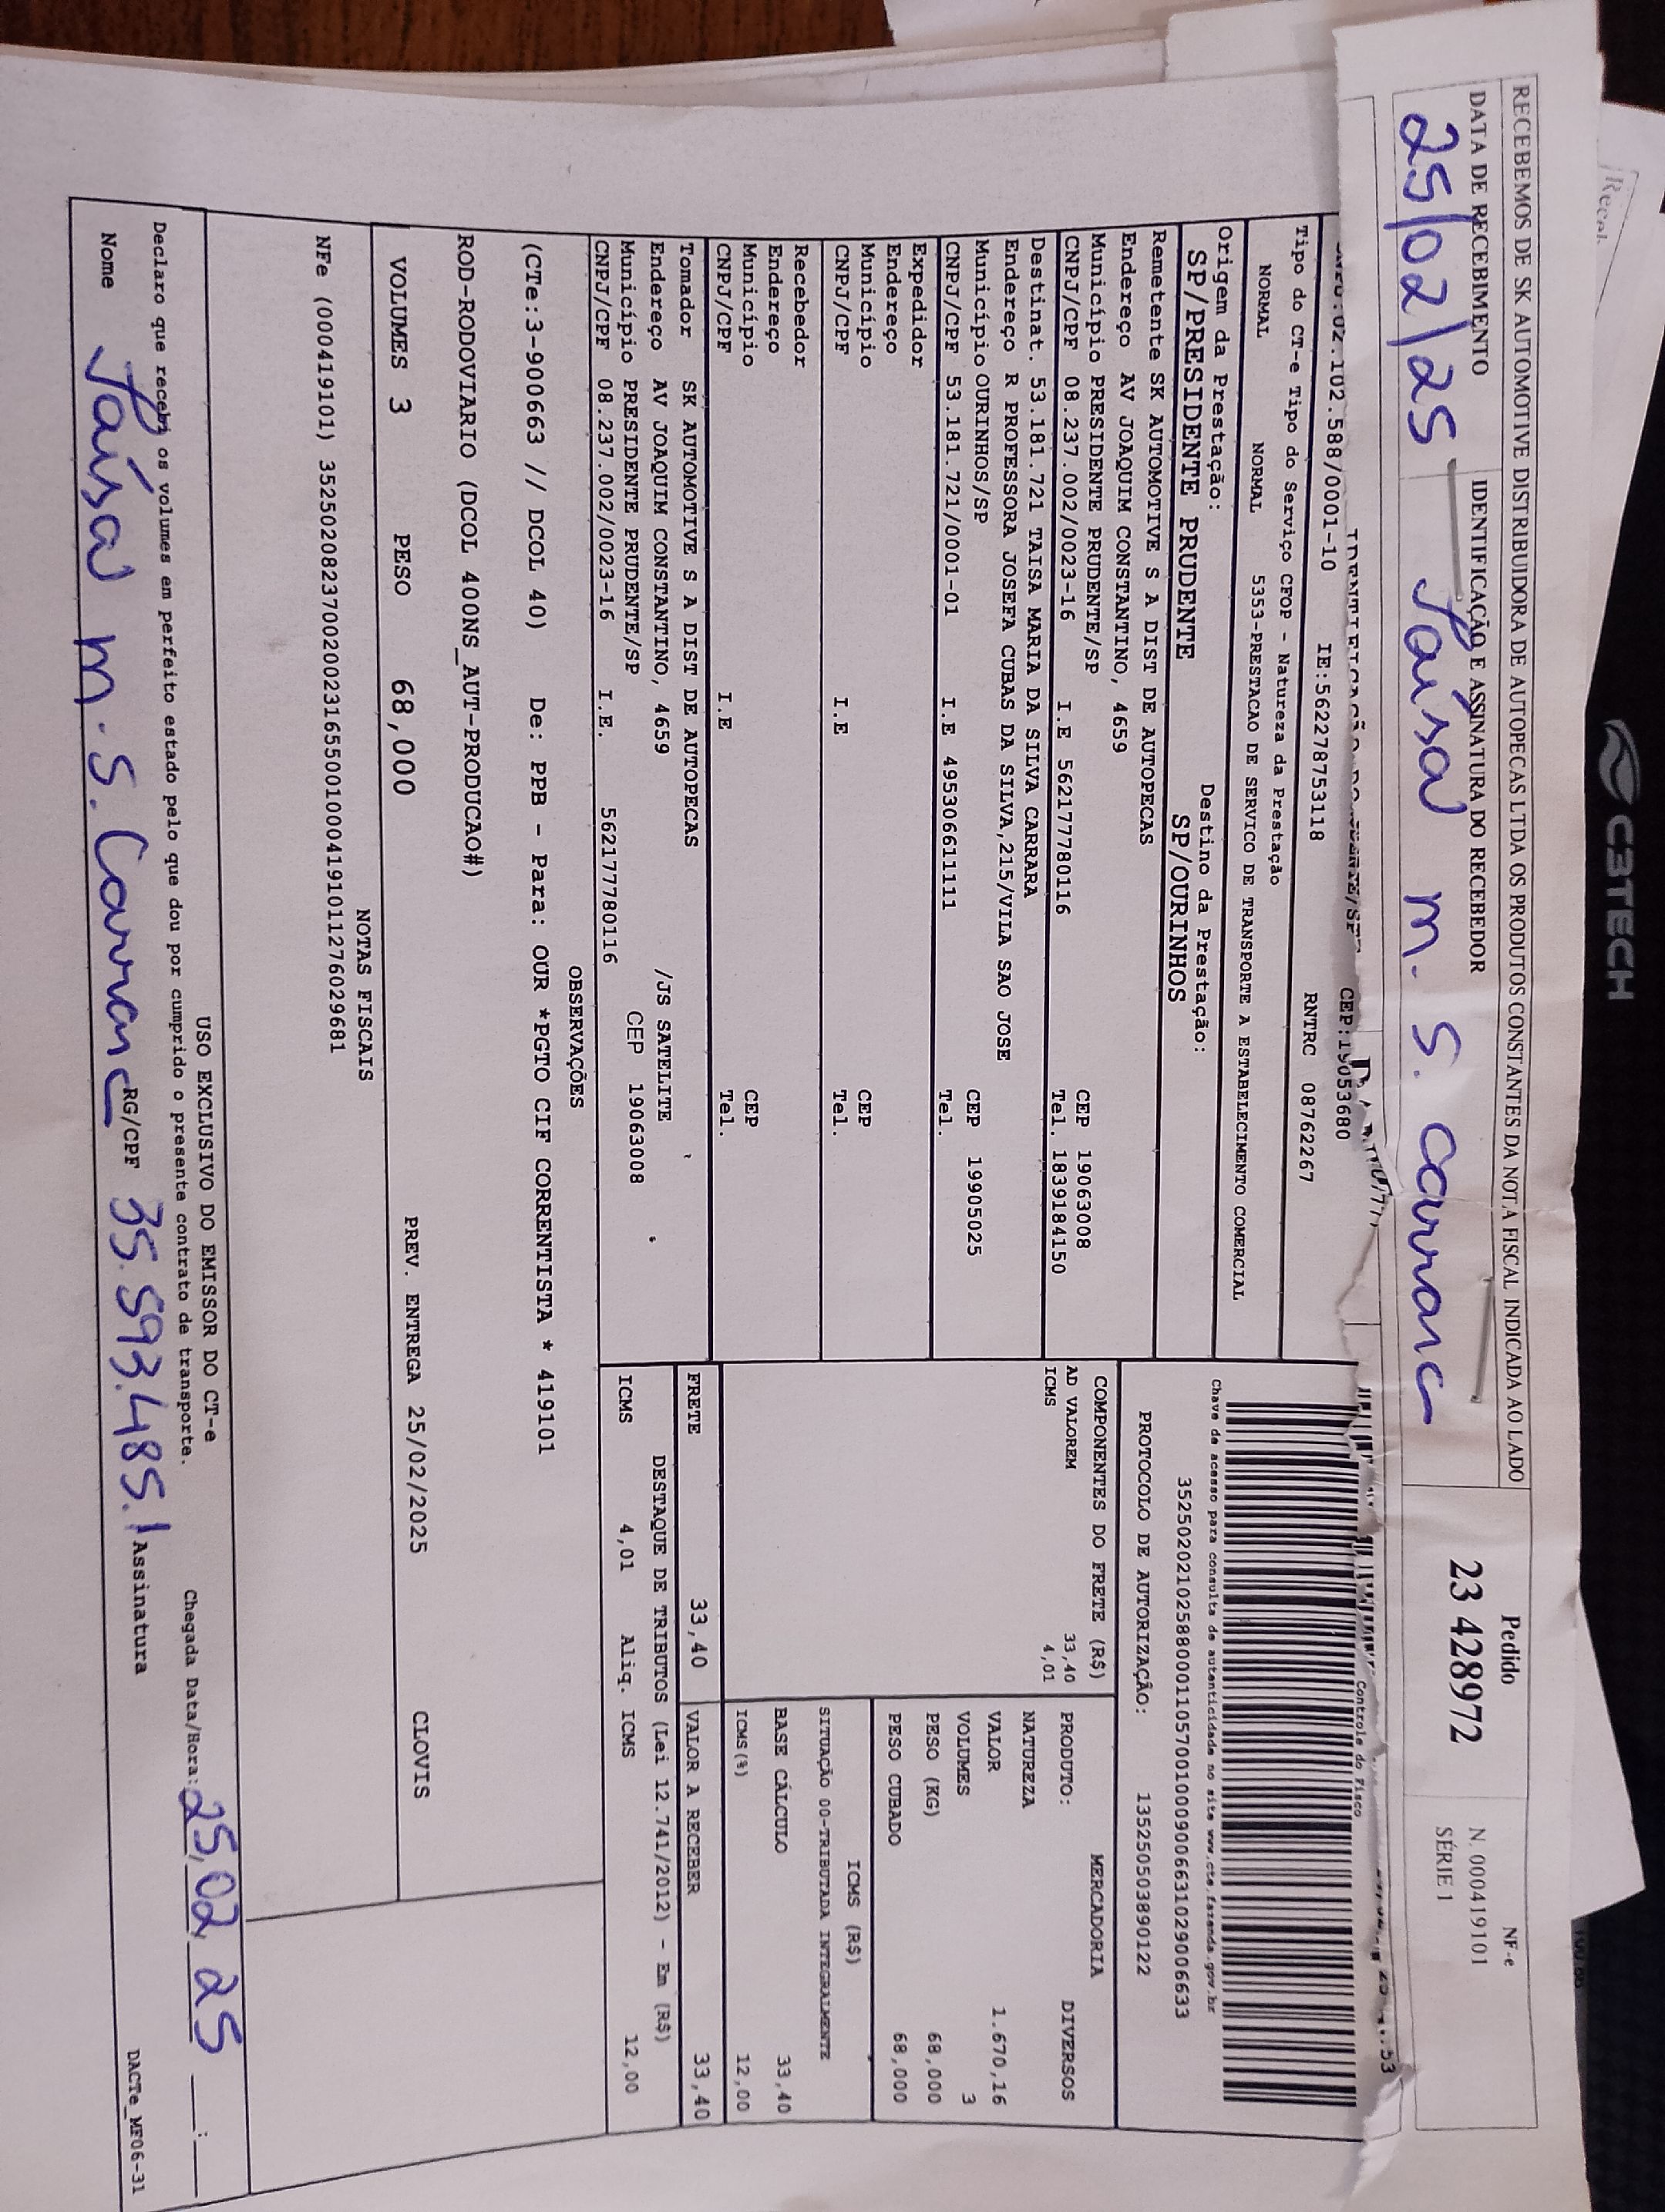 RECEBEMOS DE SK AUTOMOTIVE DISTRIBUIDORA DE AUTOPECAS LTDA OS PRODUTOS CONSTANTES DA NOTA FISCAL INDICADA AO LADO
DATA DE RECEBIMENTO IDENTIFICAÇÃO E ASSINATURA DO RECEBEDOR
25/02/25 Taísa M. S. Carrara
Pedido
23 428972
NF-e
N. 000419101
SÉRIE 1
C3TECH
CEP:19053680
.102.588/0001-10 IE:562278753118 RNTRC 08762267
Tipo do CT-e Tipo do Serviço CFOP - Natureza da Prestação
NORMAL NORMAL 5353-PRESTACAO DE SERVICO DE TRANSPORTE A ESTABELECIMENTO COMERCIAL
Origem da Prestação: Destino da Prestação:
SP/PRESIDENTE PRUDENTE SP/OURINHOS
Controle do Fisco
Chave de acesso para consulta de autenticidade no site www.cte.fazenda.gov.br
35250202102588000110570010009006631029006633
PROTOCOLO DE AUTORIZAÇÃO: 135250503890122
Remetente SK AUTOMOTIVE S A DIST DE AUTOPECAS
Endereço AV JOAQUIM CONSTANTINO, 4659
Município PRESIDENTE PRUDENTE/SP CEP 19063008
CNPJ/CPF 08.237.002/0023-16 I.E 562177780116 Tel. 1839184150
Destinat. 53.181.721 TAISA MARIA DA SILVA CARRARA
Endereço R PROFESSORA JOSEFA CUBAS DA SILVA,215/VILA SAO JOSE
Município OURINHOS/SP CEP 19905025
CNPJ/CPF 53.181.721/0001-01 I.E 495306611111 Tel.
Expedidor
Endereço
Município CEP
CNPJ/CPF I.E Tel.
Recebedor
Endereço
Município CEP
CNPJ/CPF I.E Tel.
Tomador SK AUTOMOTIVE S A DIST DE AUTOPECAS
Endereço AV JOAQUIM CONSTANTINO, 4659 /JS SATELITE
Município PRESIDENTE PRUDENTE/SP CEP 19063008
CNPJ/CPF 08.237.002/0023-16 I.E. 562177780116
COMPONENTES DO FRETE (R$)
AD VALOREM 33,40
ICMS 4,01
MERCADORIA
PRODUTO: DIVERSOS
NATUREZA
VALOR 1.670,16
VOLUMES 3
PESO (KG) 68,000
PESO CUBADO 68,000
ICMS (R$)
SITUAÇÃO 00-TRIBUTADA INTEGRALMENTE
BASE CÁLCULO 33,40
ICMS(%) 12,00
FRETE 33,40 VALOR A RECEBER 33,40
DESTAQUE DE TRIBUTOS (Lei 12.741/2012) - Em (R$)
ICMS 4,01 Aliq. ICMS 12,00
OBSERVAÇÕES
(CTe:3-900663 // DCOL 40) De: PPB - Para: OUR *PGTO CIF CORRENTISTA * 419101
ROD-RODOVIARIO (DCOL 400NS_AUT-PRODUCAO#)
VOLUMES 3 PESO 68,000 PREV. ENTREGA 25/02/2025 CLOVIS
NOTAS FISCAIS
NFe (000419101) 35250208237002002316550010004191011276029681
USO EXCLUSIVO DO EMISSOR DO CT-e
Declaro que recebi os volumes em perfeito estado pelo que dou por cumprido o presente contrato de transporte. Chegada Data/Hora: 25,02,25 __:__
Nome Taísa M. S. Carrara RG/CPF 35.593.485.1 Assinatura
DACTe_MF06-31